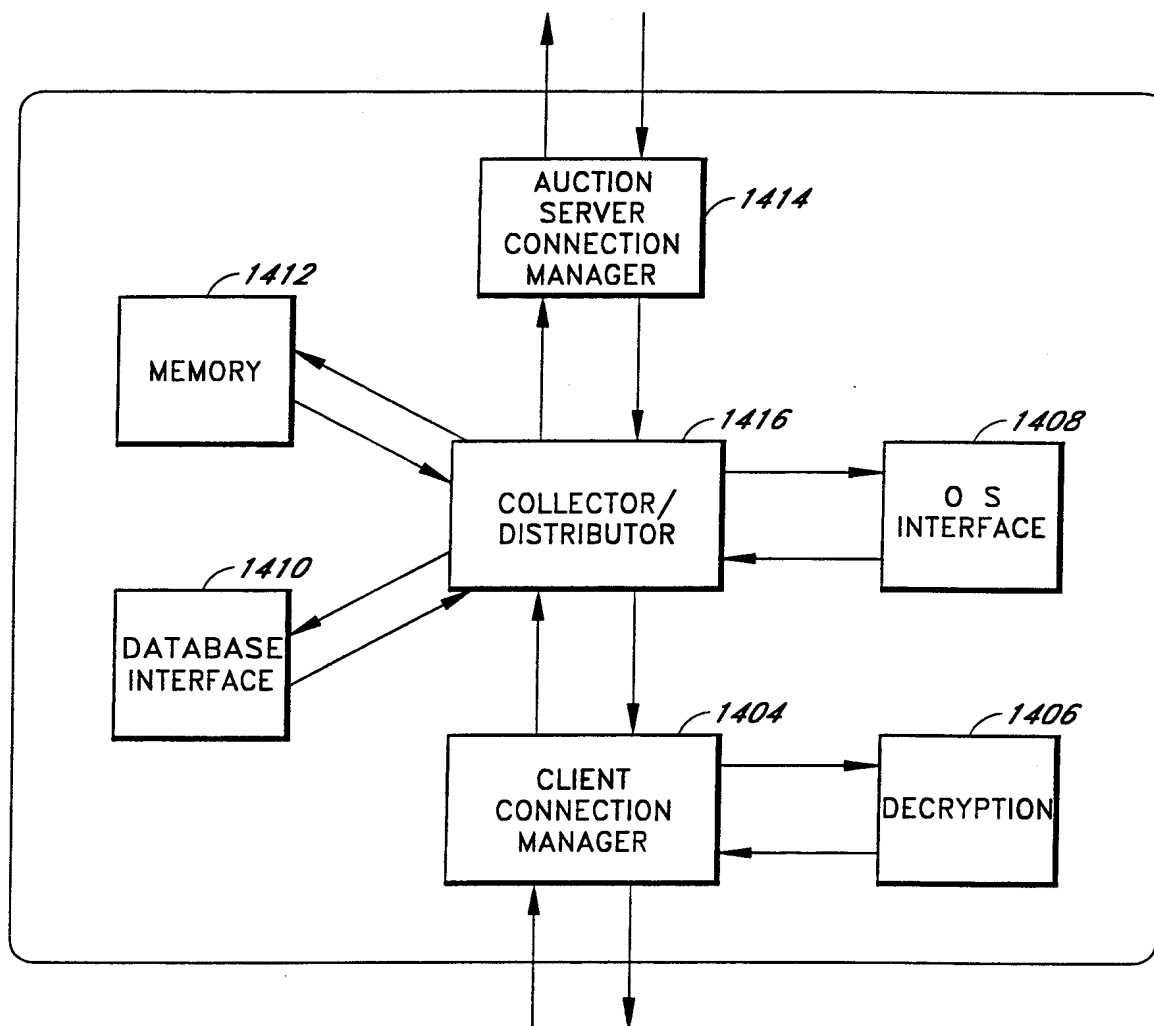 AUCTION
SERVER
CONNECTION
MANAGER
1414
1412
MEMORY
1416
COLLECTOR/
DISTRIBUTOR
1408
O S
INTERFACE
1410
DATABASE
INTERFACE
1404
CLIENT
CONNECTION
MANAGER
1406
DECRYPTION